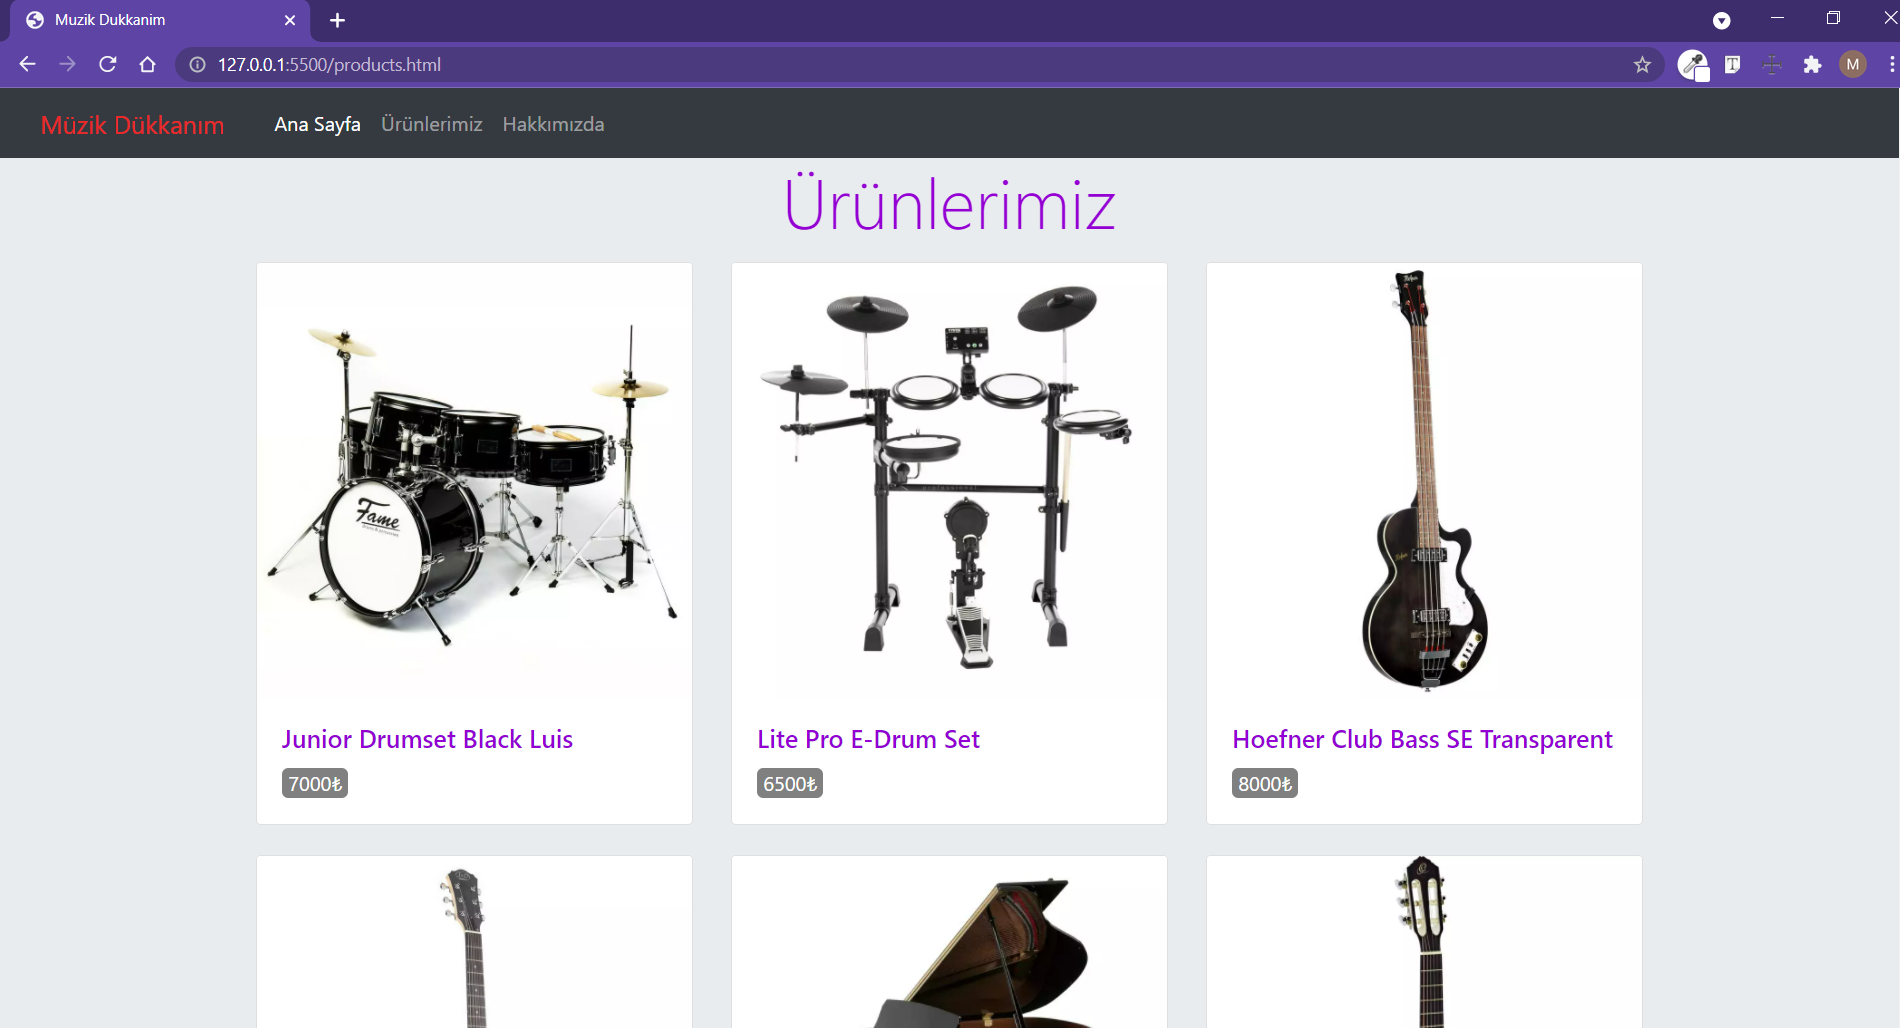 Muzik Dukkanim
127.0.0.1:5500/products.html
M
Müzik Dükkanım
Ana Sayfa
Ürünlerimiz
Hakkımızda
Ürünlerimiz
Fame
Junior Drumset Black Luis
7000₺
Lite Pro E-Drum Set
6500₺
Hoefner Club Bass SE Transparent
8000₺